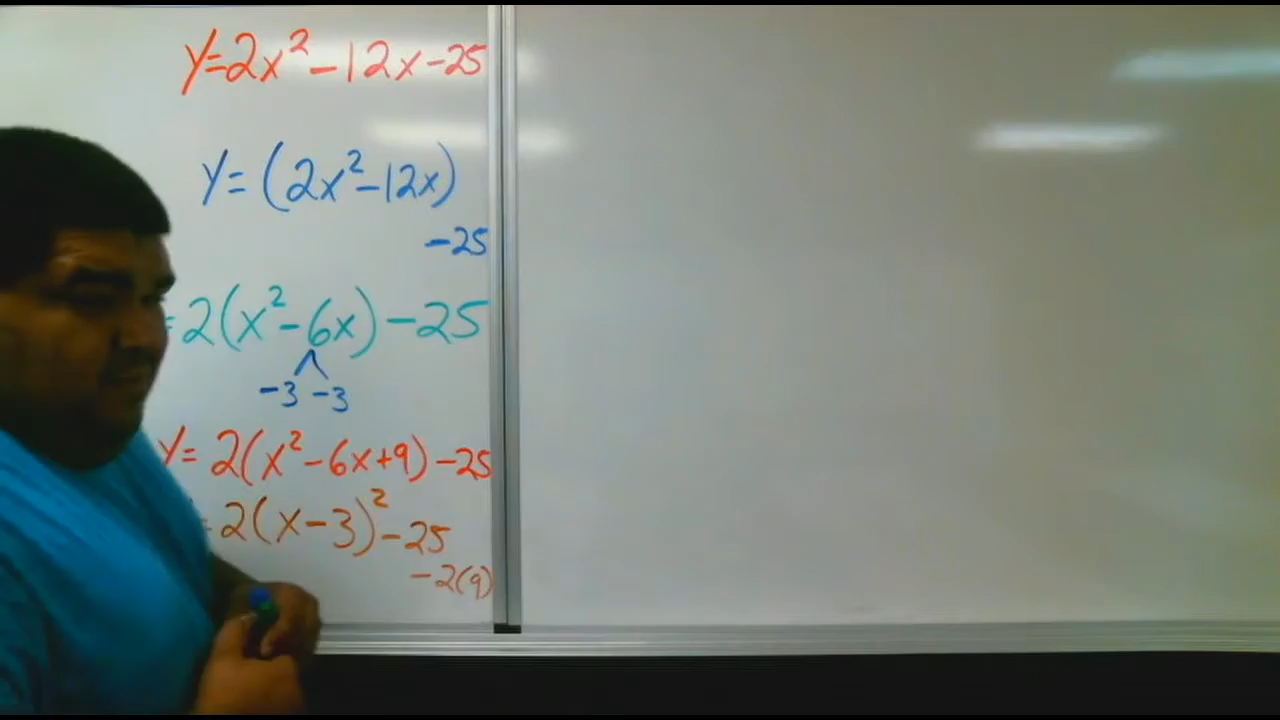 y=2x²-12x-25
y=(2x²-12x)
-25
=2(x²-6x)-25
-3 -3
y=2(x²-6x+9)-25
=2(x-3)²-25
-2(9)